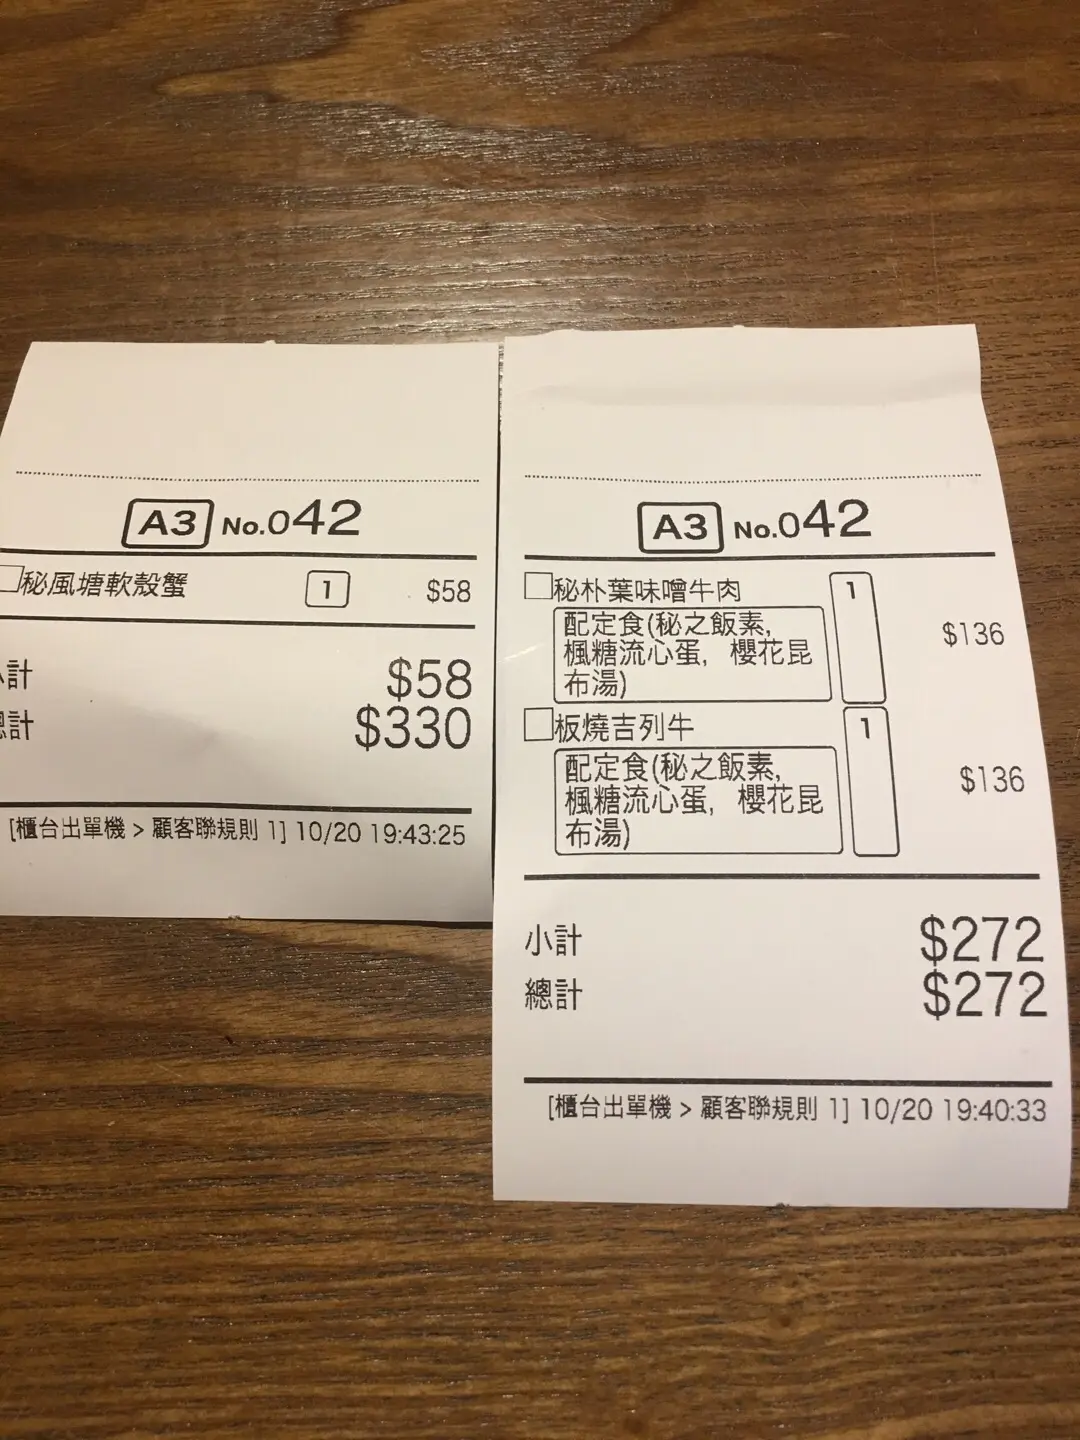 A3 No.042
秘風塘軟殼蟹 1 $58
小計 $58
總計 $330
[櫃台出單機 > 顧客聯規則 1] 10/20 19:43:25
A3 No.042
秘朴葉味噌牛肉 1 $136
配定食(秘之飯素,
楓糖流心蛋, 櫻花昆
布湯)
板燒吉列牛 1 $136
配定食(秘之飯素,
楓糖流心蛋, 櫻花昆
布湯)
小計 $272
總計 $272
[櫃台出單機 > 顧客聯規則 1] 10/20 19:40:33